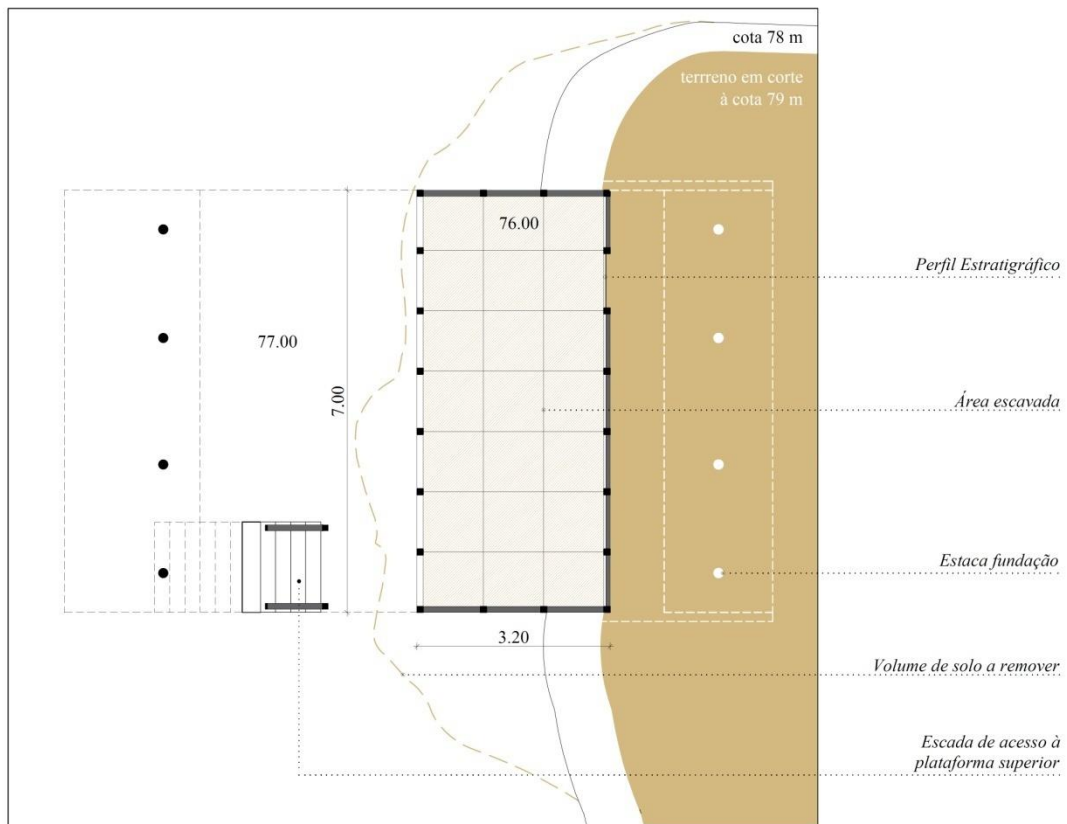 cota 78 m
terrreno em corte
à cota 79 m
76.00
Perfil Estratigráfico
77.00
7.00
Área escavada
Estaca fundação
3.20
Volume de solo a remover
Escada de acesso à
plataforma superior